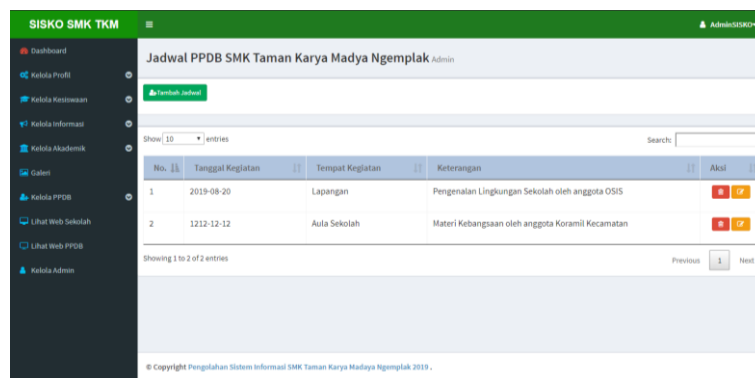 SISKO SMK TKM
AdminSISKO
Dashboard
Kelola Profil
Kelola Kesiswaan
Kelola Informasi
Kelola Akademik
Galeri
Kelola PPDB
Lihat Web Sekolah
Lihat Web PPDB
Kelola Admin
Jadwal PPDB SMK Taman Karya Madya Ngemplak Admin
Tambah Jadwal
Show 10 entries
Search:
No. Tanggal Kegiatan Tempat Kegiatan Keterangan Aksi
1 2019-08-20 Lapangan Pengenalan Lingkungan Sekolah oleh anggota OSIS
2 1212-12-12 Aula Sekolah Materi Kebangsaan oleh anggota Koramil Kecamatan
Showing 1 to 2 of 2 entries
Previous 1 Next
© Copyright Pengolahan Sistem Informasi SMK Taman Karya Madaya Ngemplak 2019 .